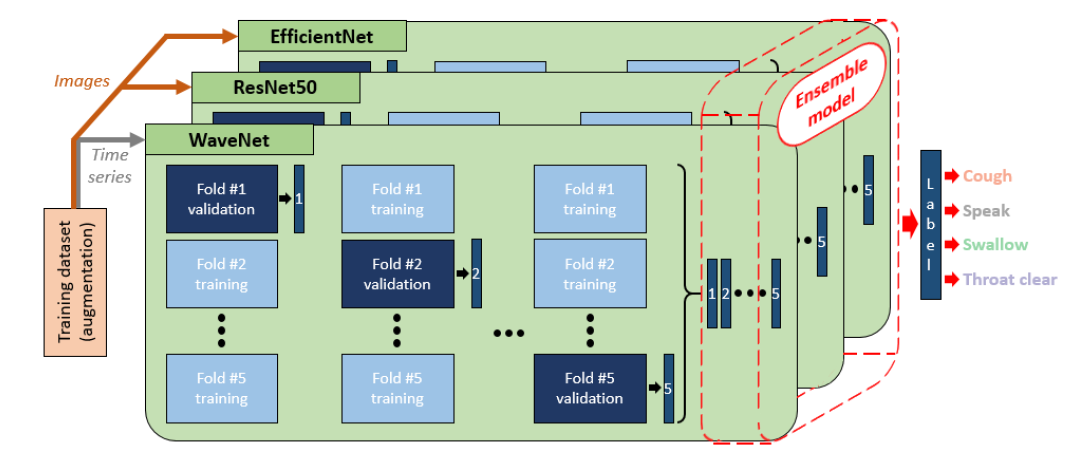 EfficientNet
ResNet50
WaveNet
Images
Time
series
Training dataset
(augmentation)
Fold #1
validation
1
Fold #1
training
Fold #1
training
Fold #2
training
Fold #2
validation
2
Fold #2
training
Fold #5
training
Fold #5
training
Fold #5
validation
5
1 2 5
5
5
Ensemble
model
Label
Cough
Speak
Swallow
Throat clear